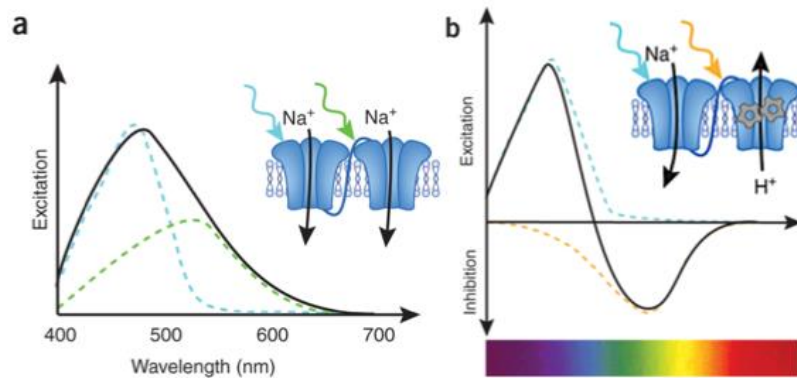 a
Excitation
Na⁺ Na⁺
400 500 600 700
Wavelength (nm)
b
Excitation
Inhibition
Na⁺
H⁺